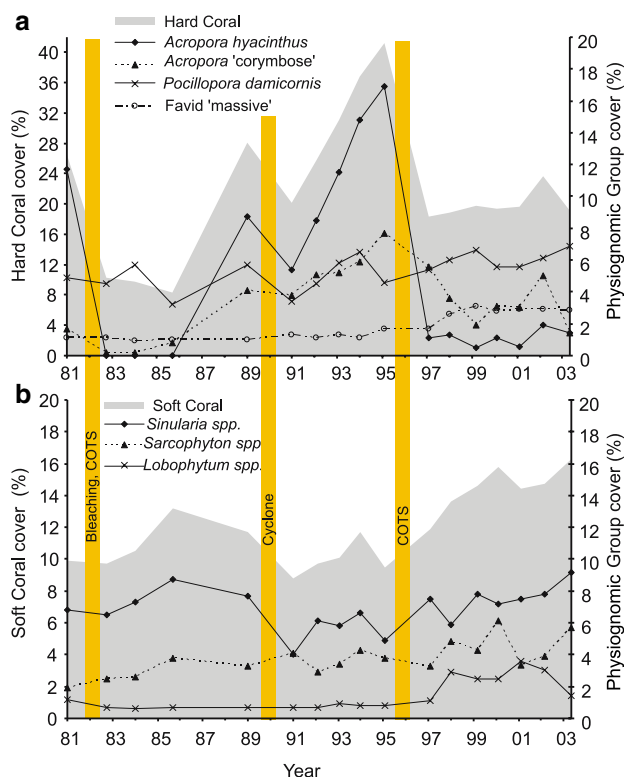 a
Hard Coral
Acropora hyacinthus
Acropora 'corymbose'
Pocillopora damicornis
Favid 'massive'
Hard Coral cover (%)
40
36
32
28
24
20
16
12
8
4
0
20
18
16
14
12
10
8
6
4
2
0
Physiognomic Group cover (%)
81 83 85 87 89 91 93 95 97 99 01 03
b
Soft Coral
Sinularia spp.
Sarcophyton spp
Lobophytum spp.
Bleaching, COTS
Cyclone
COTS
Soft Coral cover (%)
20
18
16
14
12
10
8
6
4
2
0
20
18
16
14
12
10
8
6
4
2
0
Physiognomic Group cover (%)
81 83 85 87 89 91 93 95 97 99 01 03
Year